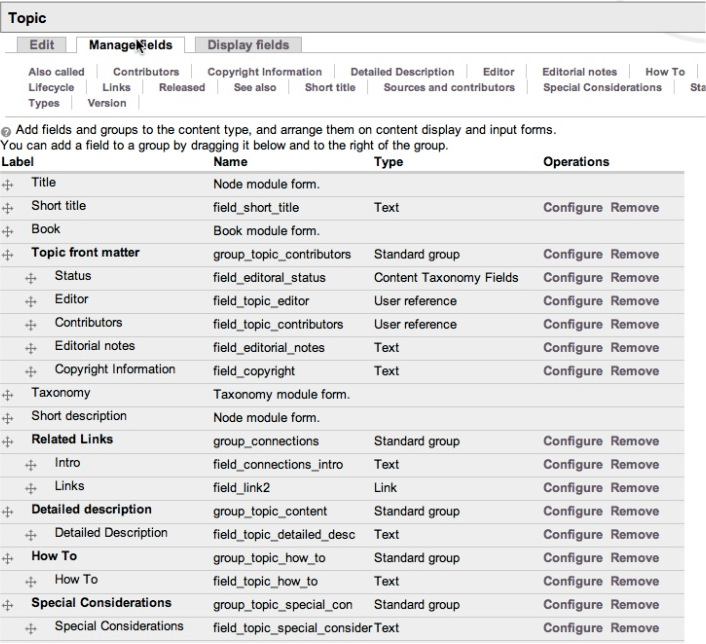 Topic
Edit Manage fields Display fields
Also called Contributors Copyright Information Detailed Description Editor Editorial notes How To
Lifecycle Links Released See also Short title Sources and contributors Special Considerations Sta
Types Version
Add fields and groups to the content type, and arrange them on content display and input forms.
You can add a field to a group by dragging it below and to the right of the group.
Label Name Type Operations
Title Node module form.
Short title field_short_title Text Configure Remove
Book Book module form.
Topic front matter group_topic_contributors Standard group Configure Remove
Status field_editoral_status Content Taxonomy Fields Configure Remove
Editor field_topic_editor User reference Configure Remove
Contributors field_topic_contributors User reference Configure Remove
Editorial notes field_editorial_notes Text Configure Remove
Copyright Information field_copyright Text Configure Remove
Taxonomy Taxonomy module form.
Short description Node module form.
Related Links group_connections Standard group Configure Remove
Intro field_connections_intro Text Configure Remove
Links field_link2 Link Configure Remove
Detailed description group_topic_content Standard group Configure Remove
Detailed Description field_topic_detailed_desc Text Configure Remove
How To group_topic_how_to Standard group Configure Remove
How To field_topic_how_to Text Configure Remove
Special Considerations group_topic_special_con Standard group Configure Remove
Special Considerations field_topic_special_consider Text Configure Remove